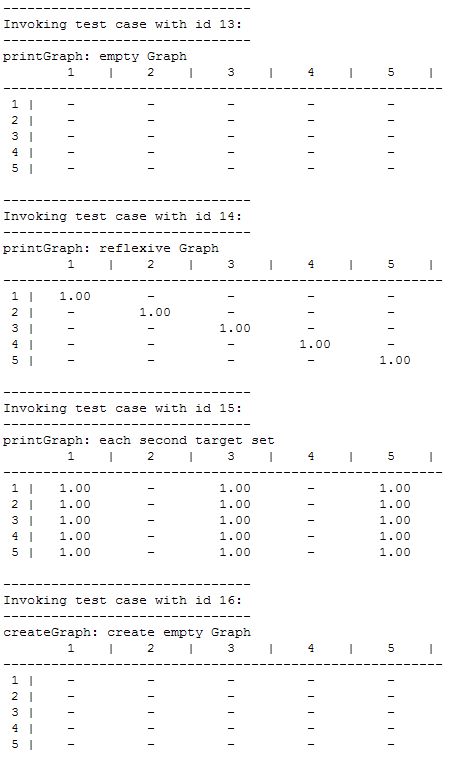 -------------------------------
Invoking test case with id 13:
-------------------------------
printGraph: empty Graph
        1    |    2    |    3    |    4    |    5    |
-------------------------------------------------------
 1 |    -         -         -         -         -
 2 |    -         -         -         -         -
 3 |    -         -         -         -         -
 4 |    -         -         -         -         -
 5 |    -         -         -         -         -
-------------------------------
Invoking test case with id 14:
-------------------------------
printGraph: reflexive Graph
        1    |    2    |    3    |    4    |    5    |
-------------------------------------------------------
 1 |   1.00       -         -         -         -
 2 |    -        1.00       -         -         -
 3 |    -         -        1.00       -         -
 4 |    -         -         -        1.00       -
 5 |    -         -         -         -        1.00
-------------------------------
Invoking test case with id 15:
-------------------------------
printGraph: each second target set
        1    |    2    |    3    |    4    |    5    |
-------------------------------------------------------
 1 |   1.00       -        1.00       -        1.00
 2 |   1.00       -        1.00       -        1.00
 3 |   1.00       -        1.00       -        1.00
 4 |   1.00       -        1.00       -        1.00
 5 |   1.00       -        1.00       -        1.00
-------------------------------
Invoking test case with id 16:
-------------------------------
createGraph: create empty Graph
        1    |    2    |    3    |    4    |    5    |
-------------------------------------------------------
 1 |    -         -         -         -         -
 2 |    -         -         -         -         -
 3 |    -         -         -         -         -
 4 |    -         -         -         -         -
 5 |    -         -         -         -         -